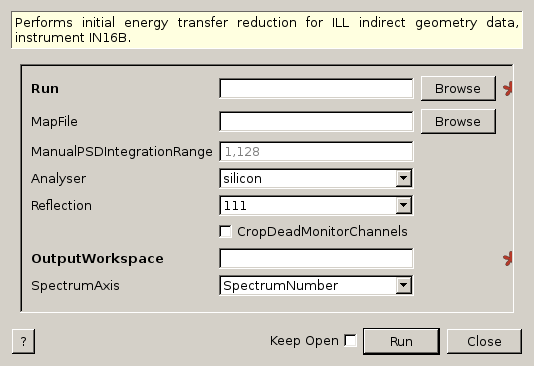 Performs initial energy transfer reduction for ILL indirect geometry data,
instrument IN16B.
Run Browse
MapFile Browse
ManualPSDIntegrationRange 1,128
Analyser silicon
Reflection 111
CropDeadMonitorChannels
OutputWorkspace
SpectrumAxis SpectrumNumber
? Keep Open Run Close